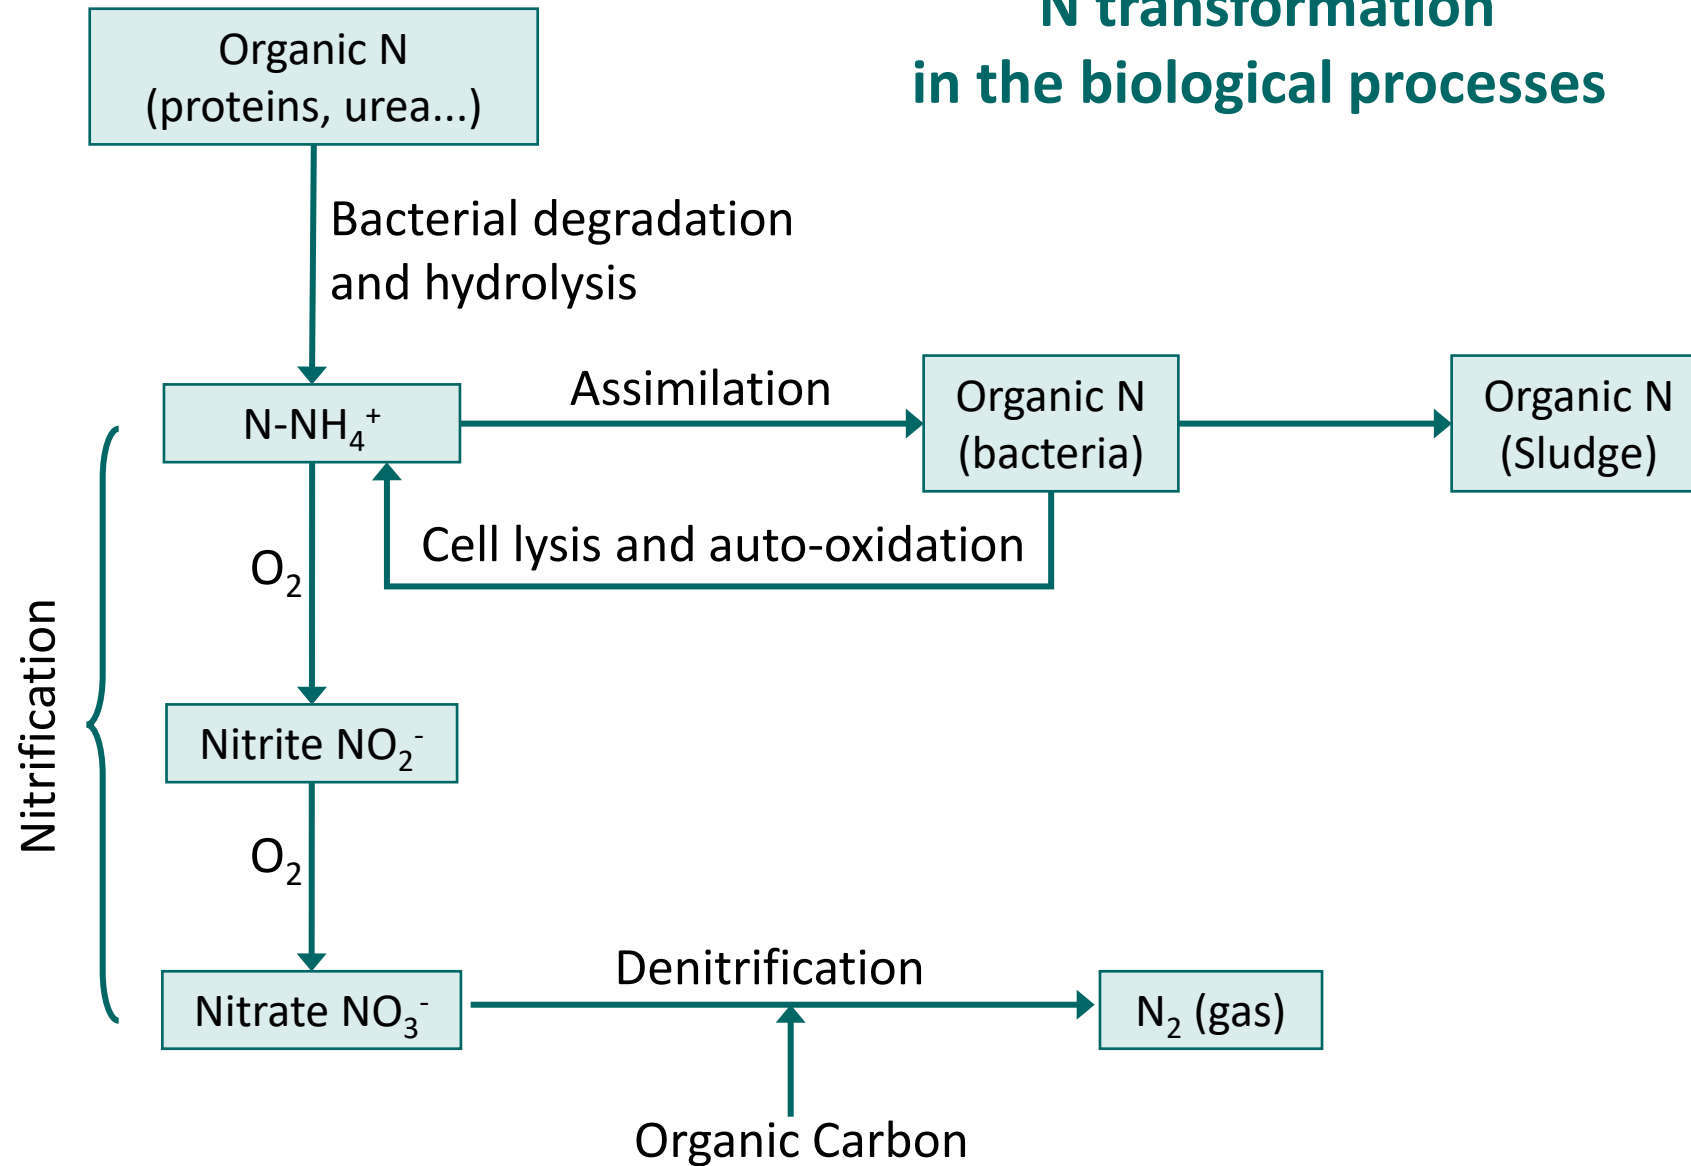 N transformation
in the biological processes
Organic N
(proteins, urea...)
Bacterial degradation
and hydrolysis
N-NH₄⁺
Assimilation
Organic N
(bacteria)
Organic N
(Sludge)
Cell lysis and auto-oxidation
O₂
Nitrification
Nitrite NO₂⁻
O₂
Denitrification
Nitrate NO₃⁻
N₂ (gas)
Organic Carbon